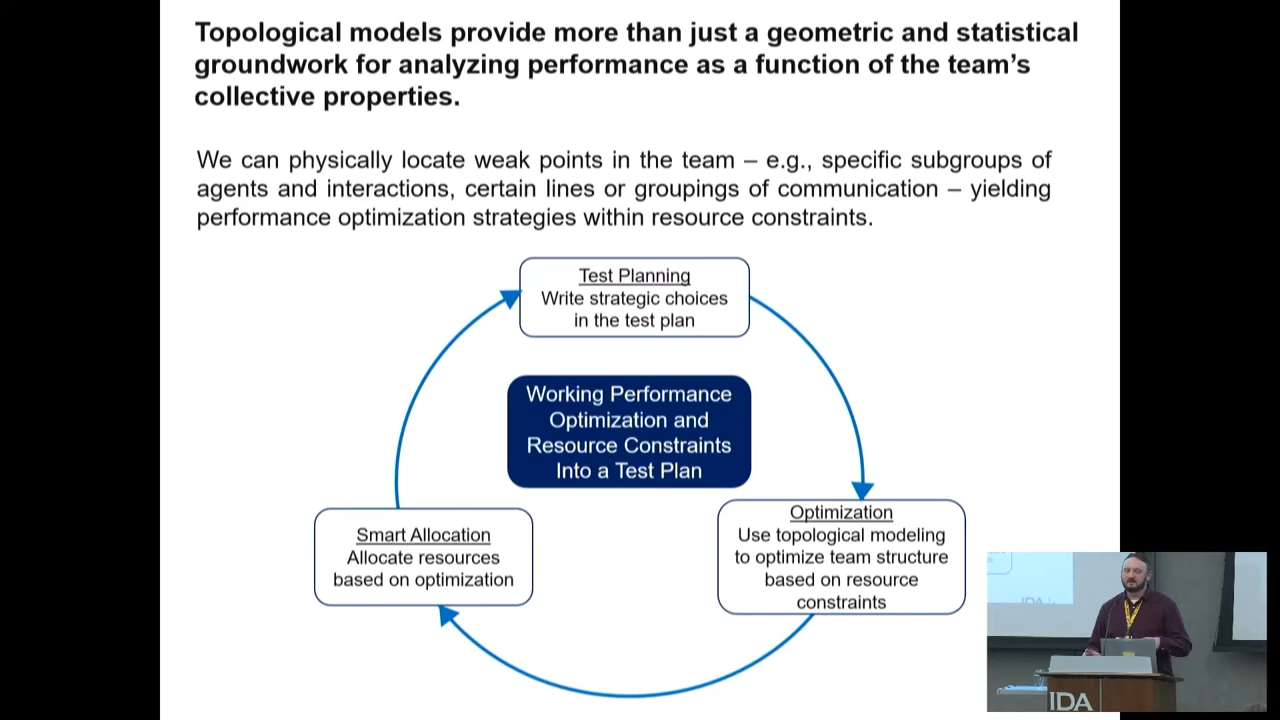 Topological models provide more than just a geometric and statistical
groundwork for analyzing performance as a function of the team's
collective properties.
We can physically locate weak points in the team – e.g., specific subgroups of
agents and interactions, certain lines or groupings of communication – yielding
performance optimization strategies within resource constraints.
Test Planning
Write strategic choices
in the test plan
Working Performance
Optimization and
Resource Constraints
Into a Test Plan
Optimization
Use topological modeling
to optimize team structure
based on resource
constraints
Smart Allocation
Allocate resources
based on optimization
IDA
IDA